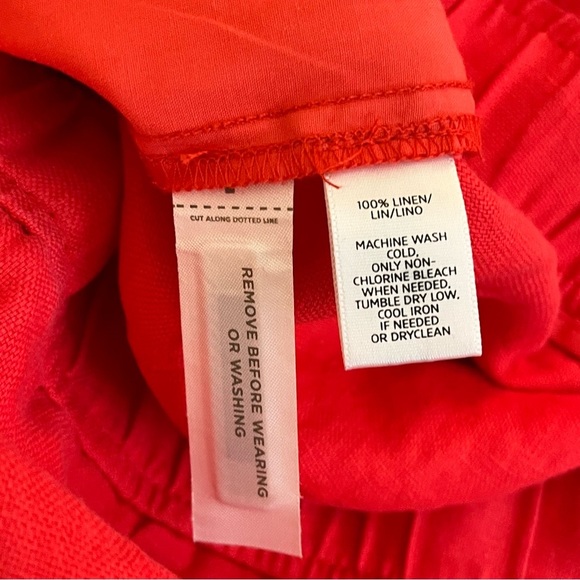 CUT ALONG DOTTED LINE
REMOVE BEFORE WEARING
OR WASHING
100% LINEN/
LIN/LINO
MACHINE WASH
COLD,
ONLY NON-
CHLORINE BLEACH
WHEN NEEDED,
TUMBLE DRY LOW,
COOL IRON
IF NEEDED
OR DRYCLEAN